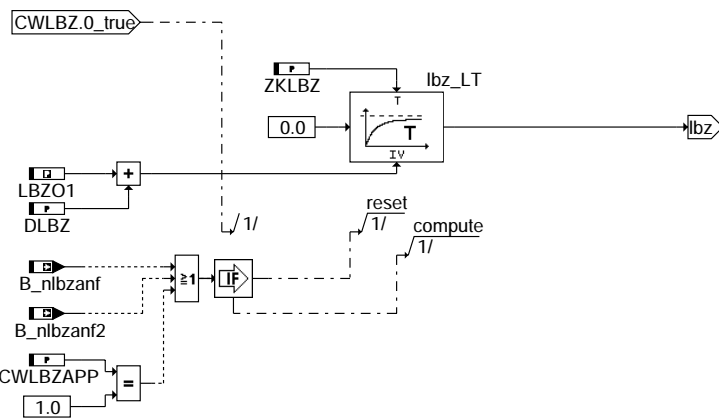 CWLBZ.0_true
P
ZKLBZ
lbz_LT
T
0.0
T
IV
lbz
LBZO1
P
DLBZ
+
1/
reset
1/
compute
1/
B_nlbzanf
≥1
IF
B_nlbzanf2
P
CWLBZAPP
=
1.0